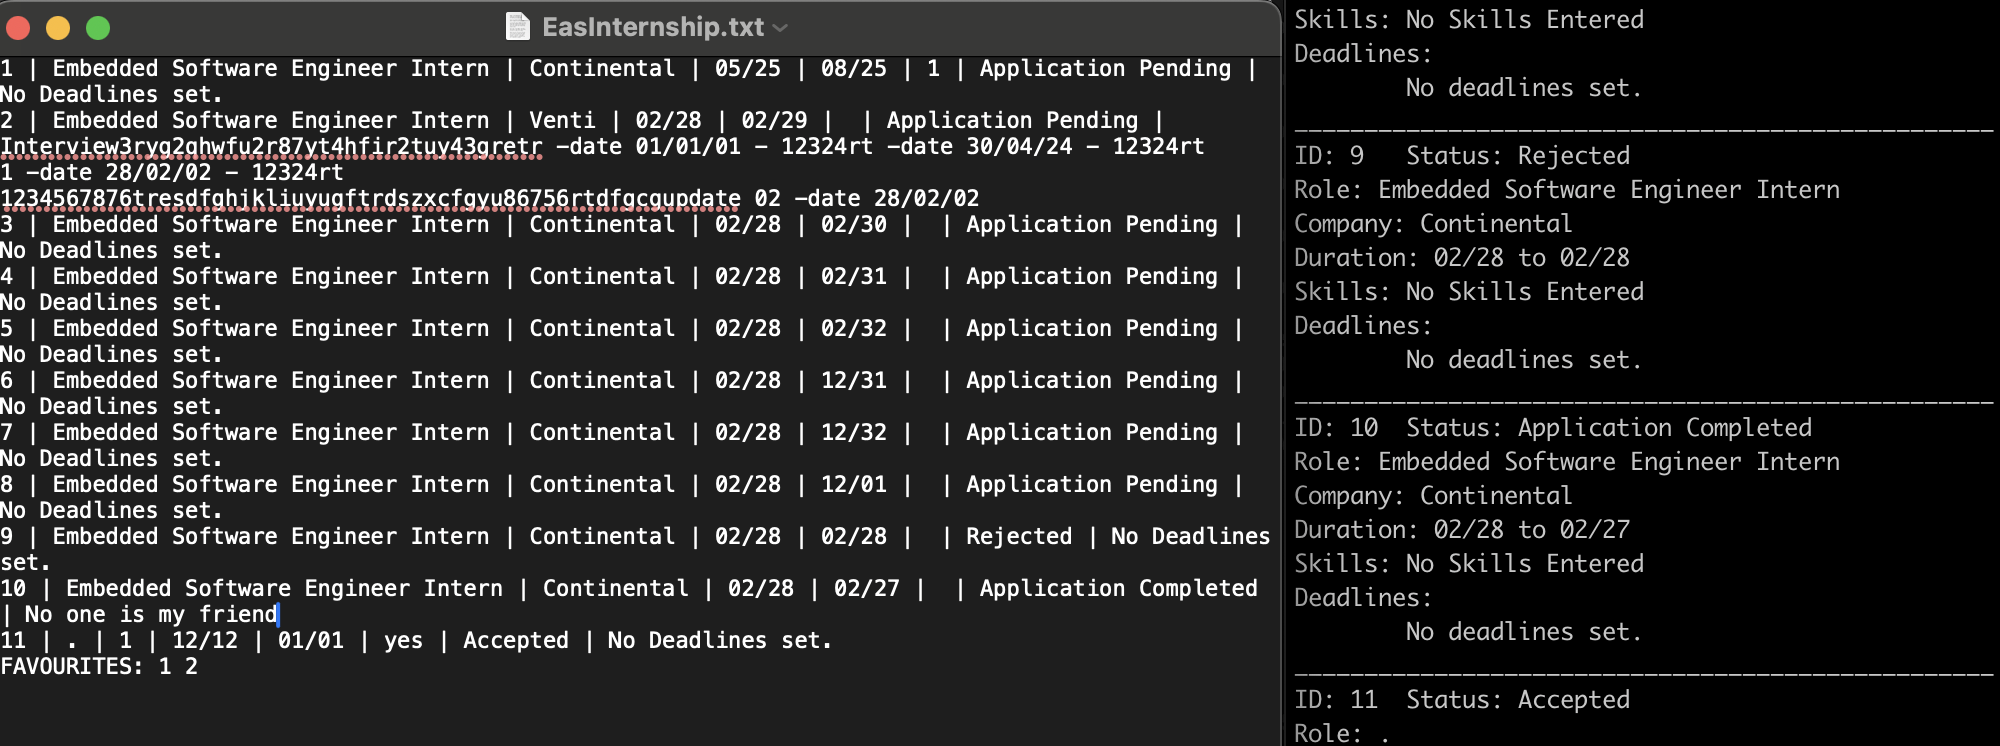 EasInternship.txt
1 | Embedded Software Engineer Intern | Continental | 05/25 | 08/25 | 1 | Application Pending |
No Deadlines set.
2 | Embedded Software Engineer Intern | Venti | 02/28 | 02/29 |  | Application Pending |
Interview3ryg2ghwfu2r87yt4hfir2tuy43gretr -date 01/01/01 - 12324rt -date 30/04/24 - 12324rt
1 -date 28/02/02 - 12324rt
1234567876tresdfghjkliuyugftrdszxcfgyu86756rtdfgcgupdate 02 -date 28/02/02
3 | Embedded Software Engineer Intern | Continental | 02/28 | 02/30 |  | Application Pending |
No Deadlines set.
4 | Embedded Software Engineer Intern | Continental | 02/28 | 02/31 |  | Application Pending |
No Deadlines set.
5 | Embedded Software Engineer Intern | Continental | 02/28 | 02/32 |  | Application Pending |
No Deadlines set.
6 | Embedded Software Engineer Intern | Continental | 02/28 | 12/31 |  | Application Pending |
No Deadlines set.
7 | Embedded Software Engineer Intern | Continental | 02/28 | 12/32 |  | Application Pending |
No Deadlines set.
8 | Embedded Software Engineer Intern | Continental | 02/28 | 12/01 |  | Application Pending |
No Deadlines set.
9 | Embedded Software Engineer Intern | Continental | 02/28 | 02/28 |  | Rejected | No Deadlines
set.
10 | Embedded Software Engineer Intern | Continental | 02/28 | 02/27 |  | Application Completed
| No one is my friend
11 | . | 1 | 12/12 | 01/01 | yes | Accepted | No Deadlines set.
FAVOURITES: 1 2
Skills: No Skills Entered
Deadlines:
No deadlines set.
ID: 9   Status: Rejected
Role: Embedded Software Engineer Intern
Company: Continental
Duration: 02/28 to 02/28
Skills: No Skills Entered
Deadlines:
No deadlines set.
ID: 10  Status: Application Completed
Role: Embedded Software Engineer Intern
Company: Continental
Duration: 02/28 to 02/27
Skills: No Skills Entered
Deadlines:
No deadlines set.
ID: 11  Status: Accepted
Role: .